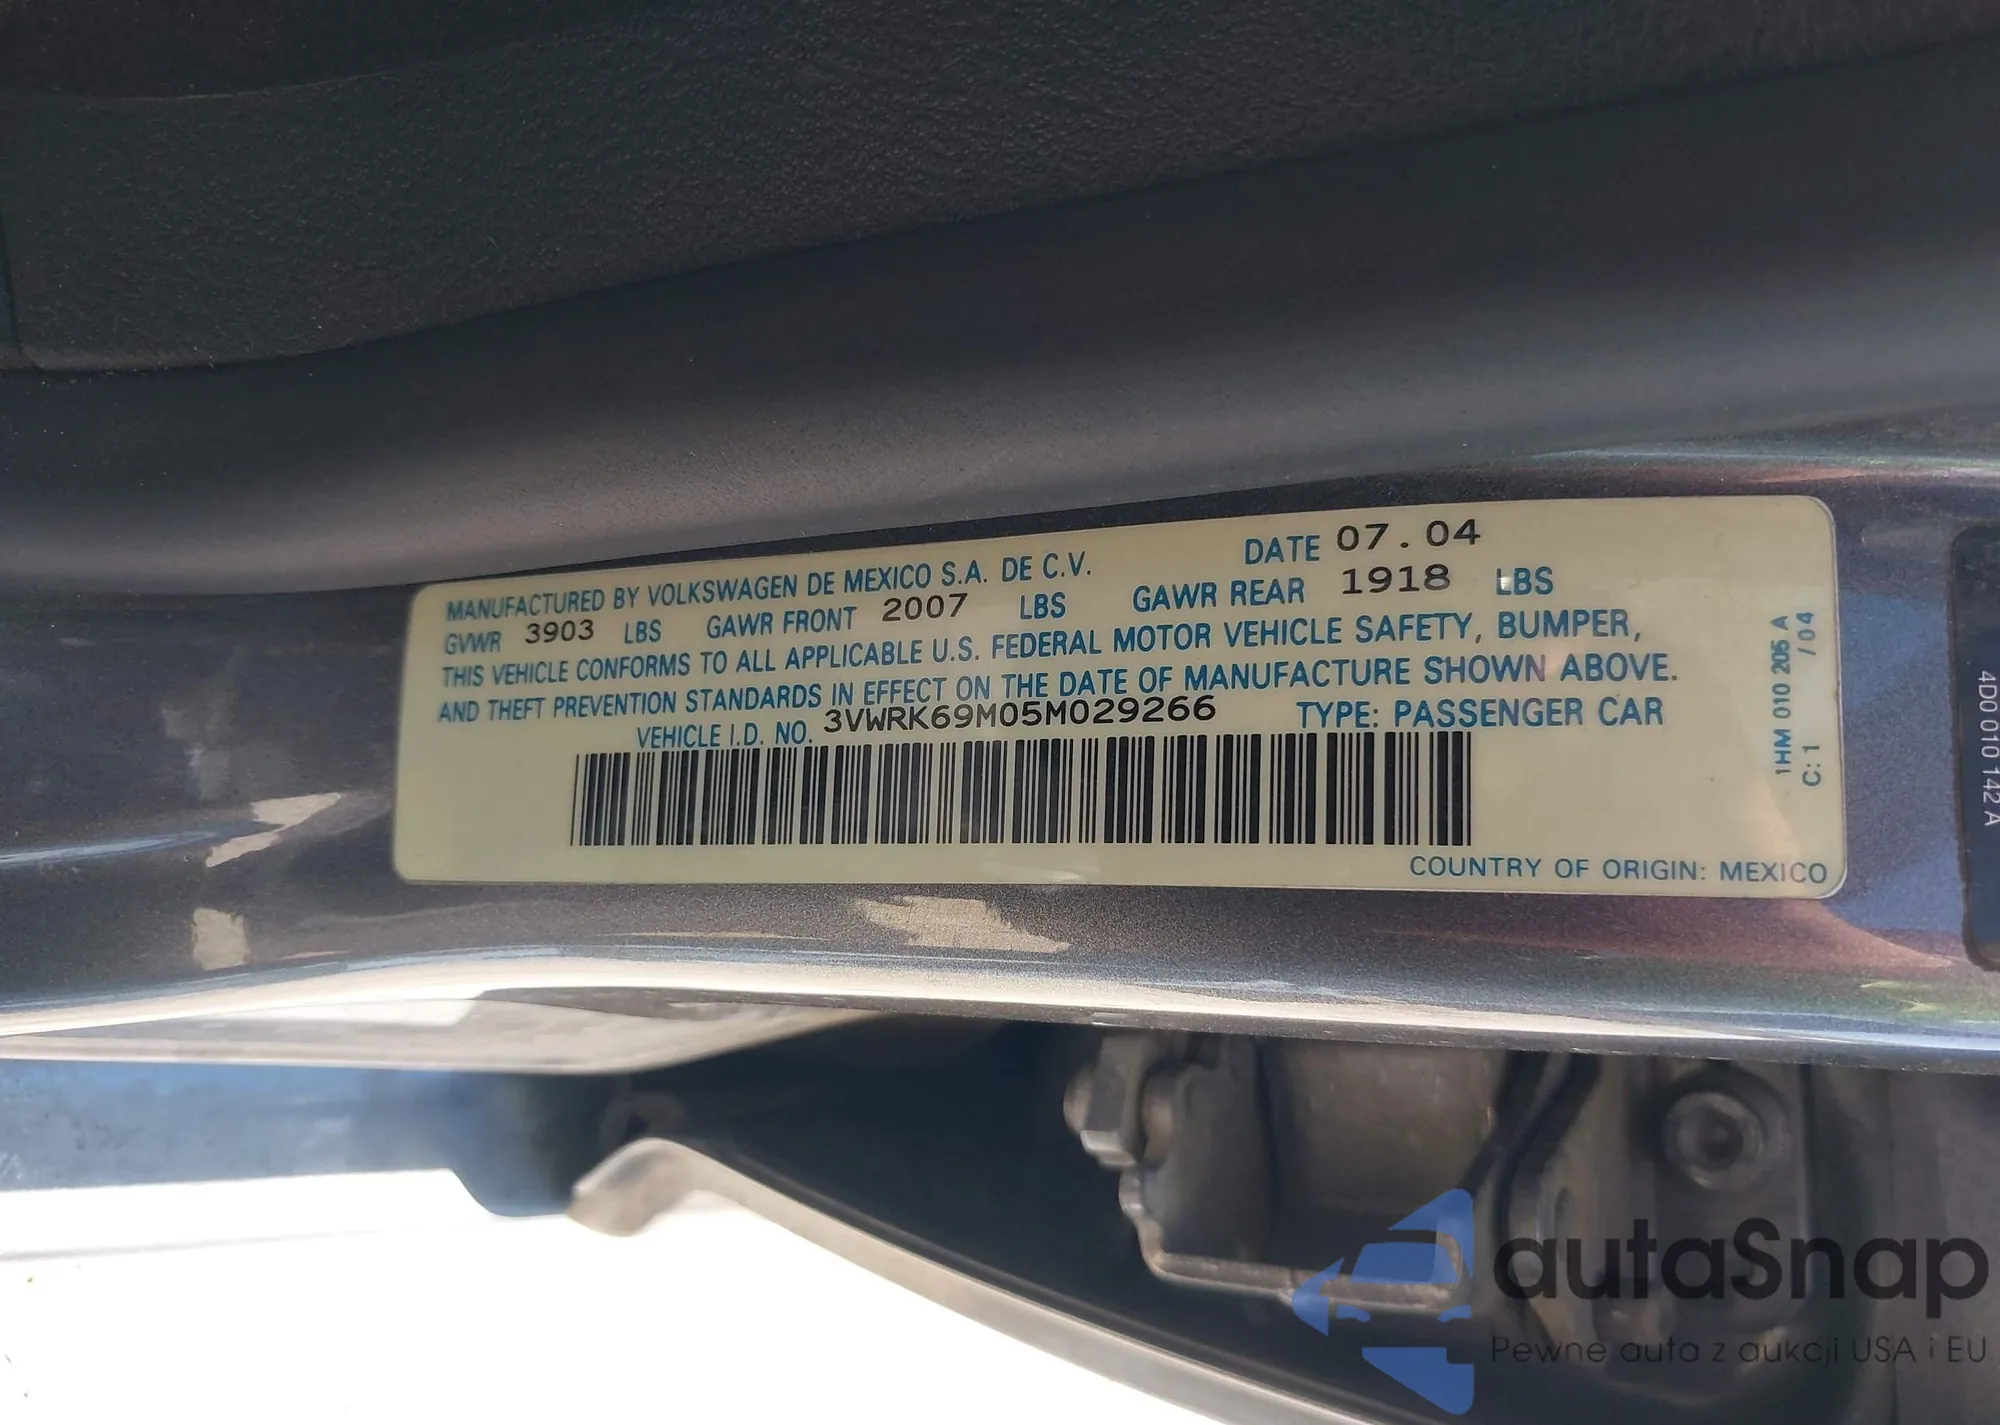 MANUFACTURED BY VOLKSWAGEN DE MEXICO S.A. DE C.V. DATE 07.04
GVWR 3903 LBS GAWR FRONT 2007 LBS GAWR REAR 1918 LBS
THIS VEHICLE CONFORMS TO ALL APPLICABLE U.S. FEDERAL MOTOR VEHICLE SAFETY, BUMPER,
AND THEFT PREVENTION STANDARDS IN EFFECT ON THE DATE OF MANUFACTURE SHOWN ABOVE.
VEHICLE I.D. NO. 3VWRK69M05M029266 TYPE: PASSENGER CAR
COUNTRY OF ORIGIN: MEXICO
1HM 010 205 A
C: 1 / 04
4D0 010 142 A
autaSnap
Pewne auta z aukcji USA i EU